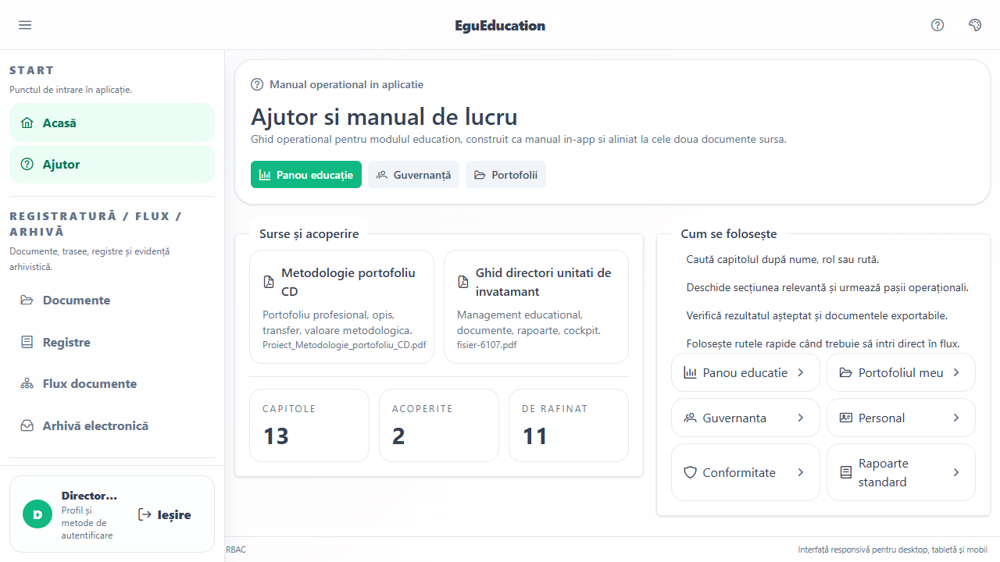 EguEducation
START
Punctul de intrare în aplicație.
Acasă
Ajutor
REGISTRATURĂ / FLUX /
ARHIVĂ
Documente, trasee, registre și evidență
arhivistică.
Documente
Registre
Flux documente
Arhivă electronică
D
Director...
Profil și
metode de
autentificare
Ieșire
Manual operational in aplicatie
Ajutor si manual de lucru
Ghid operational pentru modulul education, construit ca manual in-app si aliniat la cele doua documente sursa.
Panou educație
Guvernanță
Portofolii
Surse și acoperire
Metodologie portofoliu
CD
Portofoliu profesional, opis,
transfer, valoare metodologica.
Proiect_Metodologie_portofoliu_CD.pdf
Ghid directori unitati de
invatamant
Management educational,
documente, rapoarte, cockpit.
fisier-6107.pdf
CAPITOLE
13
ACOPERITE
2
DE RAFINAT
11
Cum se folosește
Caută capitolul după nume, rol sau rută.
Deschide secțiunea relevantă și urmează pașii operaționali.
Verifică rezultatul așteptat și documentele exportabile.
Folosește rutele rapide când trebuie să intri direct în flux.
Panou educatie
Portofoliul meu
Guvernanta
Personal
Conformitate
Rapoarte
standard
RBAC
Interfață responsivă pentru desktop, tabletă și mobil